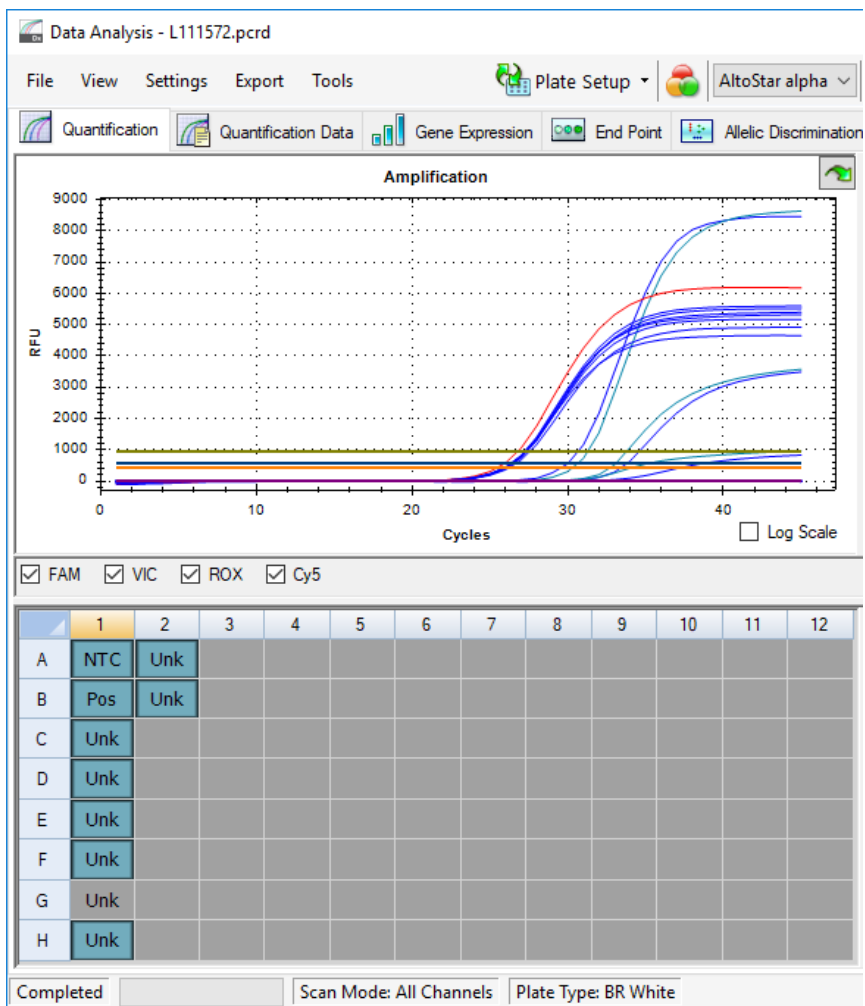 Data Analysis - L111572.pcrd
File View Settings Export Tools Plate Setup AltoStar alpha
Quantification Quantification Data Gene Expression End Point Allelic Discrimination
Amplification
9000
8000
7000
6000
5000
4000
3000
2000
1000
0
RFU
0 10 20 30 40
Cycles
Log Scale
FAM VIC ROX Cy5
1 2 3 4 5 6 7 8 9 10 11 12
A NTC Unk
B Pos Unk
C Unk
D Unk
E Unk
F Unk
G Unk
H Unk
Completed Scan Mode: All Channels Plate Type: BR White